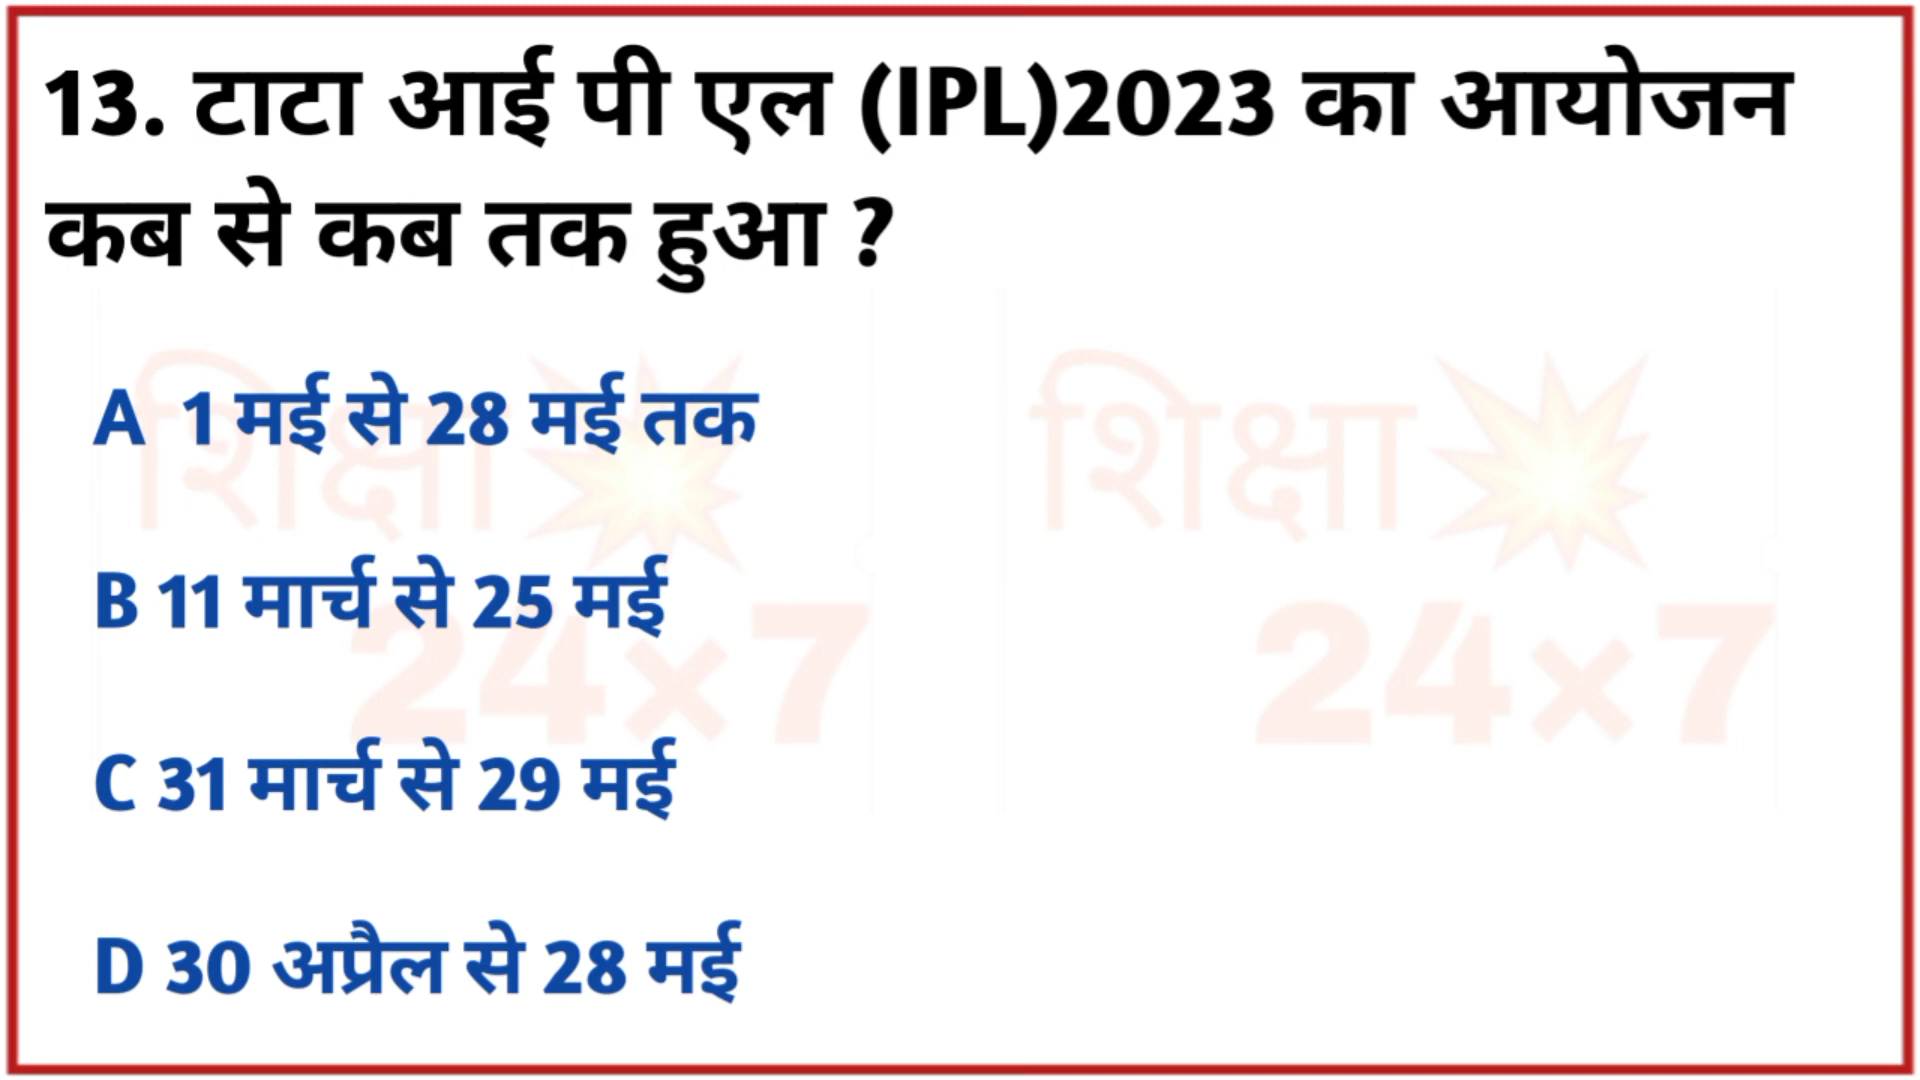 13. टाटा आई पी एल (IPL)2023 का आयोजन
कब से कब तक हुआ ?
A 1 मई से 28 मई तक
B 11 मार्च से 25 मई
C 31 मार्च से 29 मई
D 30 अप्रैल से 28 मई
शिक्षा
24×7
शिक्षा
24×7